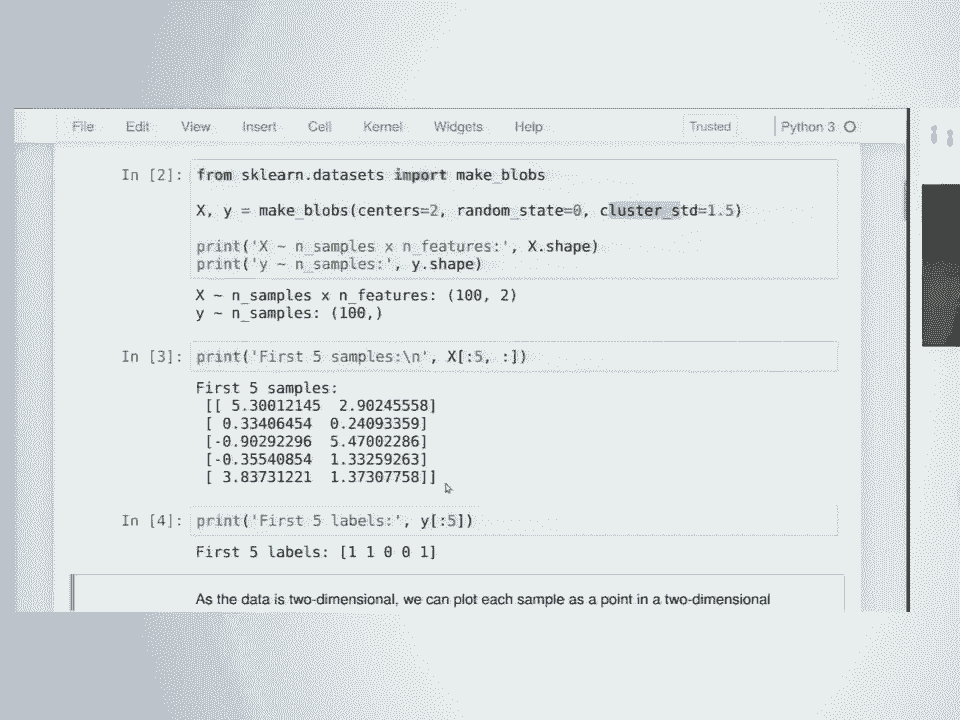 File Edit View Insert Cell Kernel Widgets Help Trusted Python 3
In [2]: from sklearn.datasets import make_blobs
X, y = make_blobs(centers=2, random_state=0, cluster_std=1.5)
print('X ~ n_samples x n_features:', X.shape)
print('y ~ n_samples:', y.shape)
X ~ n_samples x n_features: (100, 2)
y ~ n_samples: (100,)
In [3]: print('First 5 samples:\n', X[:5, :])
First 5 samples:
[[ 5.30012145 2.90245558]
[ 0.33406454 0.24093359]
[-0.90292296 5.47002286]
[-0.35540854 1.33259263]
[ 3.83731221 1.37307758]]
In [4]: print('First 5 labels:', y[:5])
First 5 labels: [1 1 0 0 1]
As the data is two-dimensional, we can plot each sample as a point in a two-dimensional